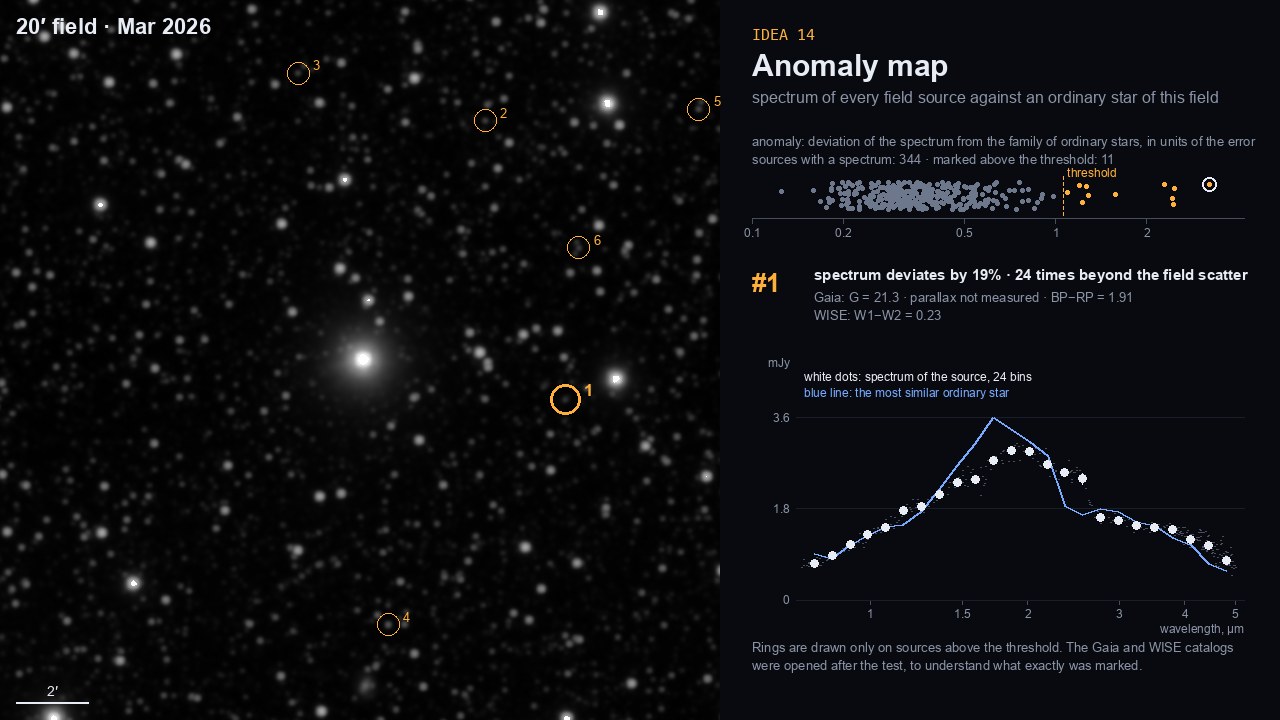 20′ field · Mar 2026
3
2
5
6
1
4
2′
IDEA 14
Anomaly map
spectrum of every field source against an ordinary star of this field
anomaly: deviation of the spectrum from the family of ordinary stars, in units of the error
sources with a spectrum: 344 · marked above the threshold: 11
threshold
0.1 0.2 0.5 1 2
#1
spectrum deviates by 19% · 24 times beyond the field scatter
Gaia: G = 21.3 · parallax not measured · BP−RP = 1.91
WISE: W1−W2 = 0.23
mJy
white dots: spectrum of the source, 24 bins
blue line: the most similar ordinary star
3.6
1.8
0
1 1.5 2 3 4 5
wavelength, μm
Rings are drawn only on sources above the threshold. The Gaia and WISE catalogs
were opened after the test, to understand what exactly was marked.